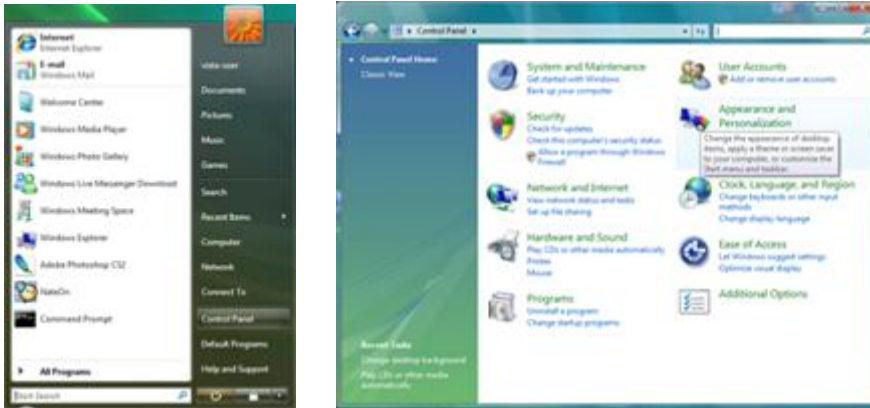 Internet
Internet Explorer
E-mail
Windows Mail
Welcome Center
Windows Media Player
Windows Photo Gallery
Windows Live Messenger Download
Windows Meeting Space
Windows Explorer
Adobe Photoshop CS2
NateOn
Command Prompt
All Programs
Start Search
vista user
Documents
Pictures
Music
Games
Search
Recent Items
Computer
Network
Connect To
Control Panel
Default Programs
Help and Support
Control Panel
Control Panel Home
Classic View
Recent Tasks
Change desktop background
Play CDs or other media
automatically
System and Maintenance
Get started with Windows
Back up your computer
Security
Check for updates
Check this computer's security status
Allow a program through Windows
Firewall
Network and Internet
View network status and tasks
Set up file sharing
Hardware and Sound
Play CDs or other media automatically
Printer
Mouse
Programs
Uninstall a program
Change startup programs
User Accounts
Add or remove user accounts
Appearance and
Personalization
Change the appearance of desktop
items, apply a theme or screen saver
to your computer, or customize the
Start menu and taskbar.
Clock, Language, and Region
Change keyboards or other input
methods
Change display language
Ease of Access
Let Windows suggest settings
Optimize visual display
Additional Options